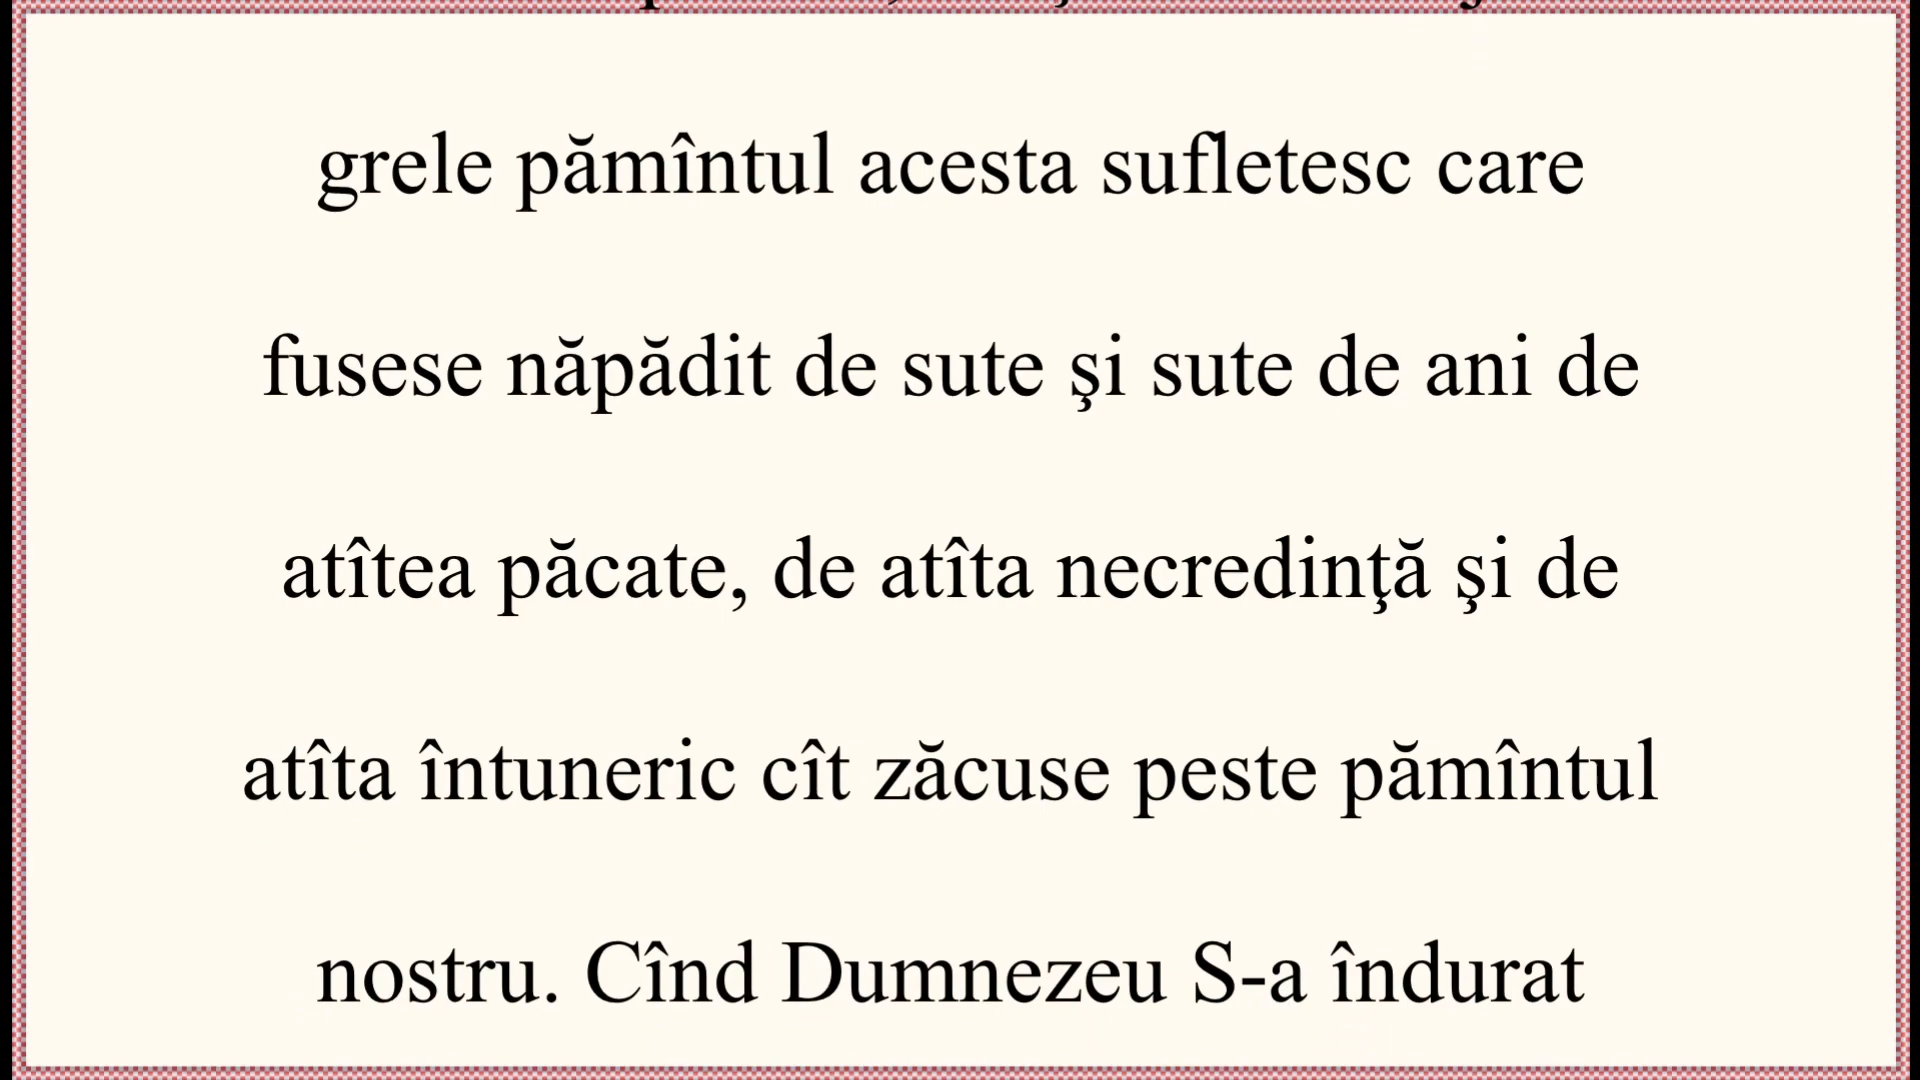 grele pămîntul acesta sufletesc care
fusese năpădit de sute şi sute de ani de
atîtea păcate, de atîta necredinţă şi de
atîta întuneric cît zăcuse peste pămîntul
nostru. Cînd Dumnezeu S-a îndurat